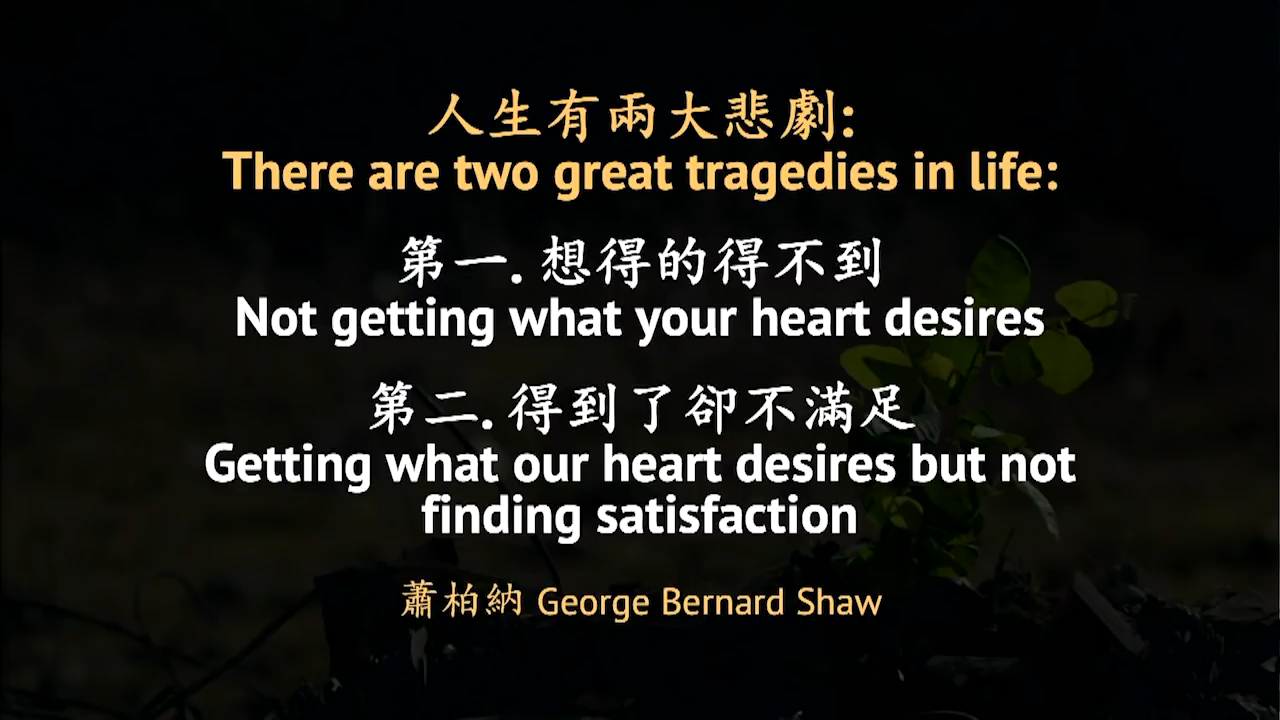 人生有兩大悲劇:
There are two great tragedies in life:
第一. 想得的得不到
Not getting what your heart desires
第二. 得到了卻不滿足
Getting what our heart desires but not
finding satisfaction
蕭柏納 George Bernard Shaw